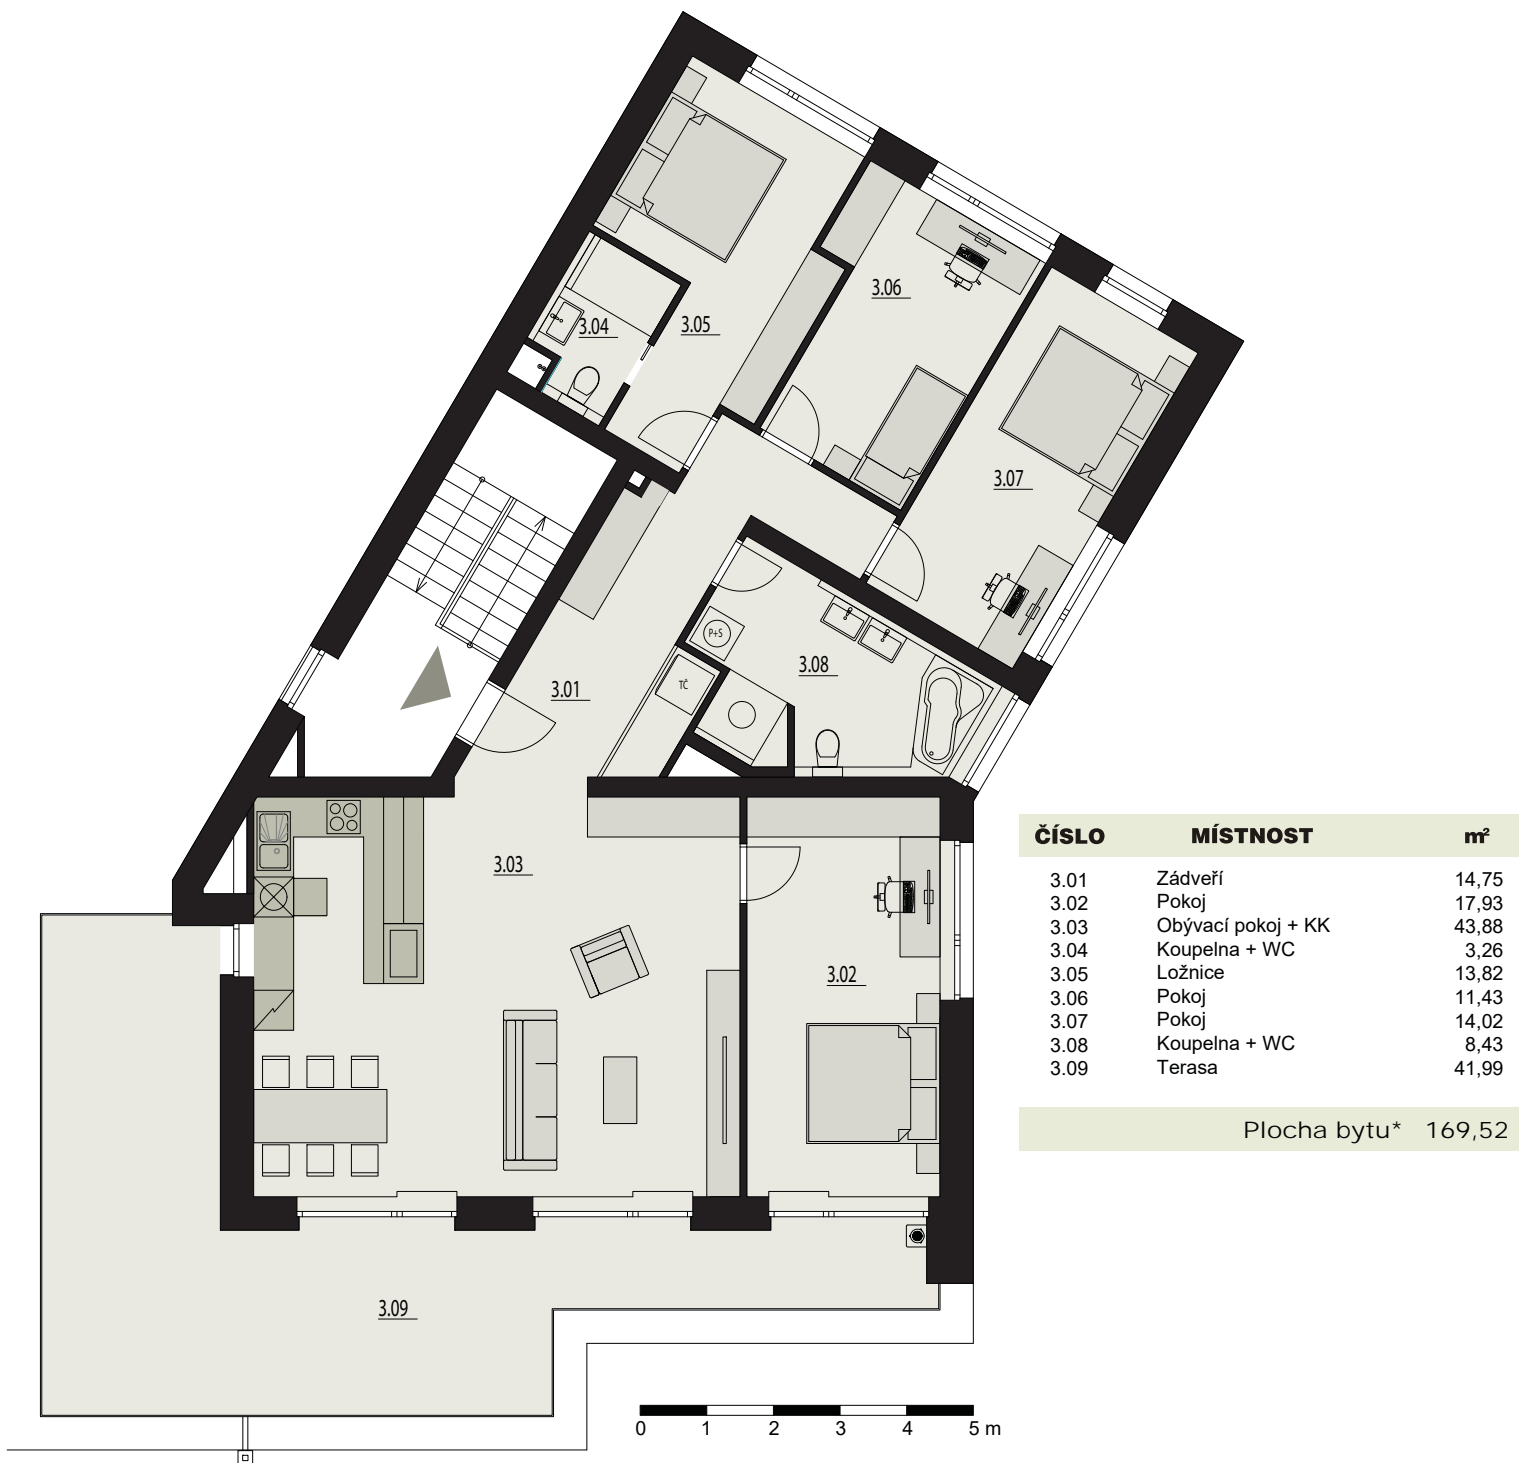 3.06
3.04
3.05
3.07
P+S
3.08
TČ
3.01
3.03
3.02
3.09
0 1 2 3 4 5 m
ČÍSLO MÍSTNOST m²
3.01 Zádveří 14,75
3.02 Pokoj 17,93
3.03 Obývací pokoj + KK 43,88
3.04 Koupelna + WC 3,26
3.05 Ložnice 13,82
3.06 Pokoj 11,43
3.07 Pokoj 14,02
3.08 Koupelna + WC 8,43
3.09 Terasa 41,99
Plocha bytu* 169,52